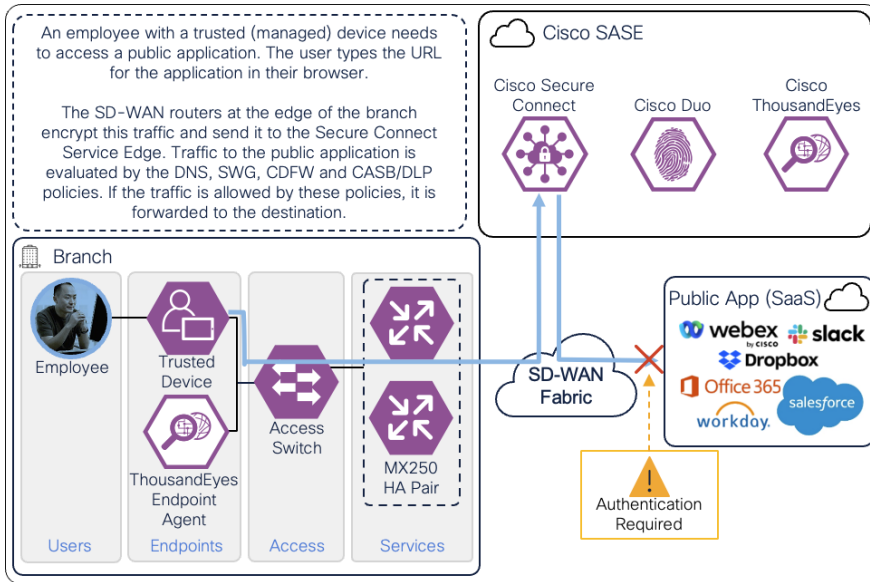 An employee with a trusted (managed) device needs
to access a public application. The user types the URL
for the application in their browser.
The SD-WAN routers at the edge of the branch
encrypt this traffic and send it to the Secure Connect
Service Edge. Traffic to the public application is
evaluated by the DNS, SWG, CDFW and CASB/DLP
policies. If the traffic is allowed by these policies, it is
forwarded to the destination.
Cisco SASE
Cisco Secure
Connect
Cisco Duo
Cisco
ThousandEyes
Branch
Employee
Trusted
Device
ThousandEyes
Endpoint
Agent
Access
Switch
MX250
HA Pair
Users
Endpoints
Access
Services
SD-WAN
Fabric
Public App (SaaS)
webex
by CISCO
slack
Dropbox
Office 365
workday.
salesforce
!
Authentication
Required